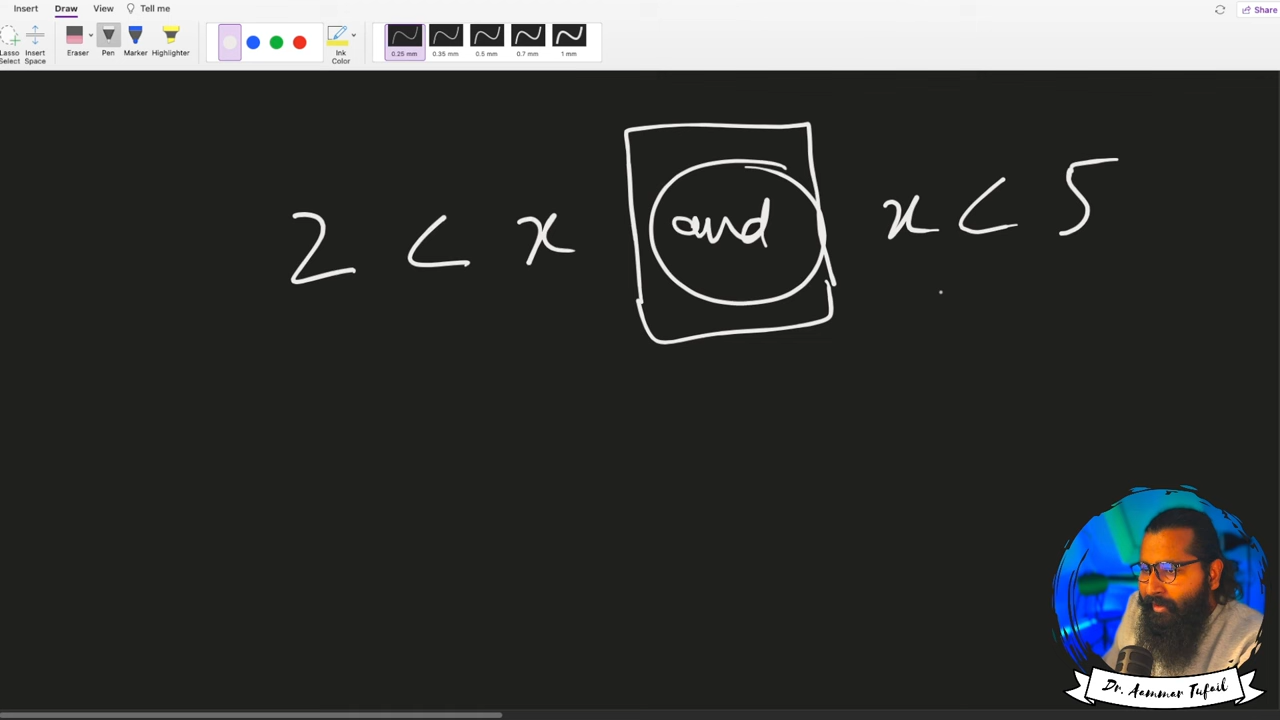 Insert Draw View Tell me Share
Lasso Select Insert Space Eraser Pen Marker Highlighter Ink Color 0.25 mm 0.35 mm 0.5 mm 0.7 mm 1 mm
2 < x and x < 5
Dr. Aammar Tufail